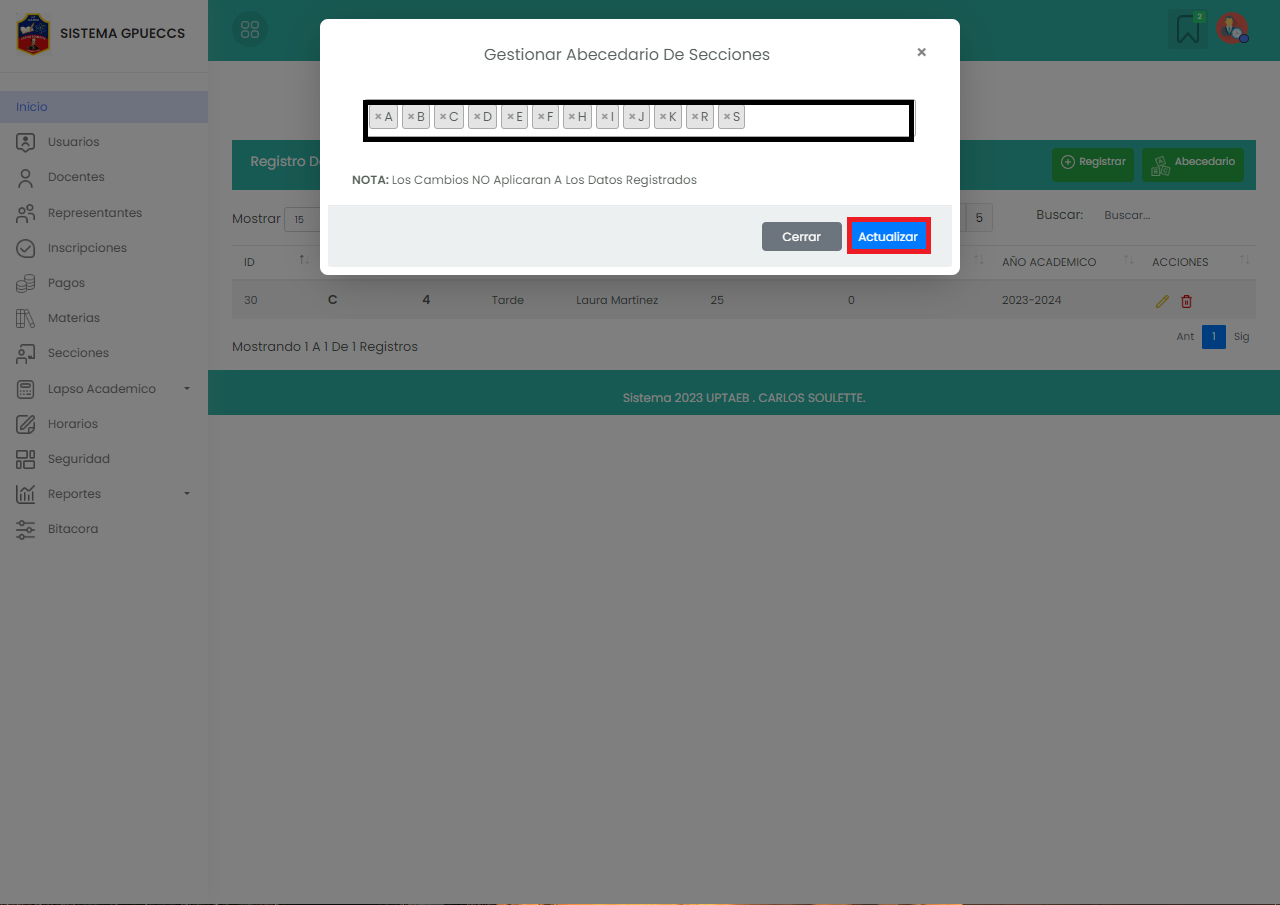 SISTEMA GPUECCS
2
Gestionar Abecedario De Secciones
×
×A ×B ×C ×D ×E ×F ×H ×I ×J ×K ×R ×S
NOTA: Los Cambios NO Aplicaran A Los Datos Registrados
Cerrar
Actualizar
Inicio
Usuarios
Docentes
Representantes
Inscripciones
Pagos
Materias
Secciones
Lapso Academico
Horarios
Seguridad
Reportes
Bitacora
Registro D
Registrar
Abecedario
Mostrar 15
5
Buscar: Buscar...
ID AÑO ACADEMICO ACCIONES
30 C 4 Tarde Laura Martinez 25 0 2023-2024
Mostrando 1 A 1 De 1 Registros
Ant 1 Sig
Sistema 2023 UPTAEB . CARLOS SOULETTE.